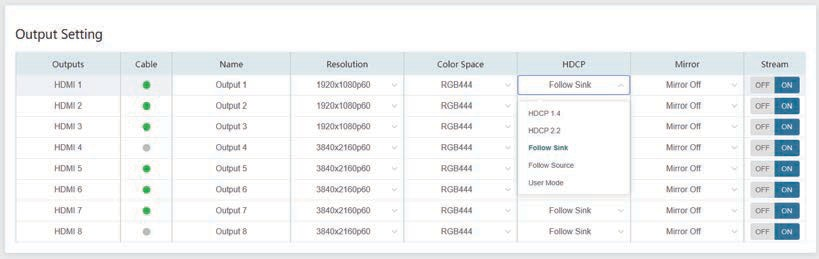 Output Setting
Outputs Cable Name Resolution Color Space HDCP Mirror Stream
HDMI 1 Output 1 1920x1080p60 RGB444 Follow Sink Mirror Off OFF ON
HDMI 2 Output 2 1920x1080p60 RGB444 Mirror Off OFF ON
HDCP 1.4
HDMI 3 Output 3 1920x1080p60 RGB444 HDCP 2.2 Mirror Off OFF ON
HDMI 4 Output 4 3840x2160p60 RGB444 Follow Sink Mirror Off OFF ON
HDMI 5 Output 5 3840x2160p60 RGB444 Follow Source Mirror Off OFF ON
HDMI 6 Output 6 3840x2160p60 RGB444 User Mode Mirror Off OFF ON
HDMI 7 Output 7 3840x2160p60 RGB444 Follow Sink Mirror Off OFF ON
HDMI 8 Output 8 3840x2160p60 RGB444 Follow Sink Mirror Off OFF ON